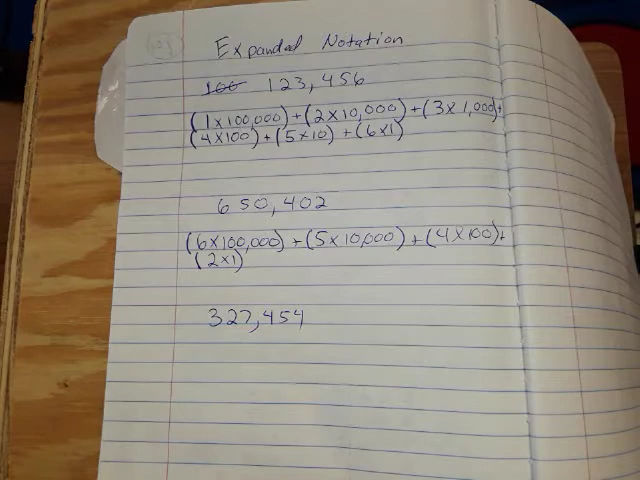 Expanded Notation
100 123,456
(1x100,000)+(2x10,000)+(3x1,000)+
(4x100)+(5x10)+(6x1)
650,402
(6x100,000)+(5x10,000)+(4x100)+
(2x1)
327,454